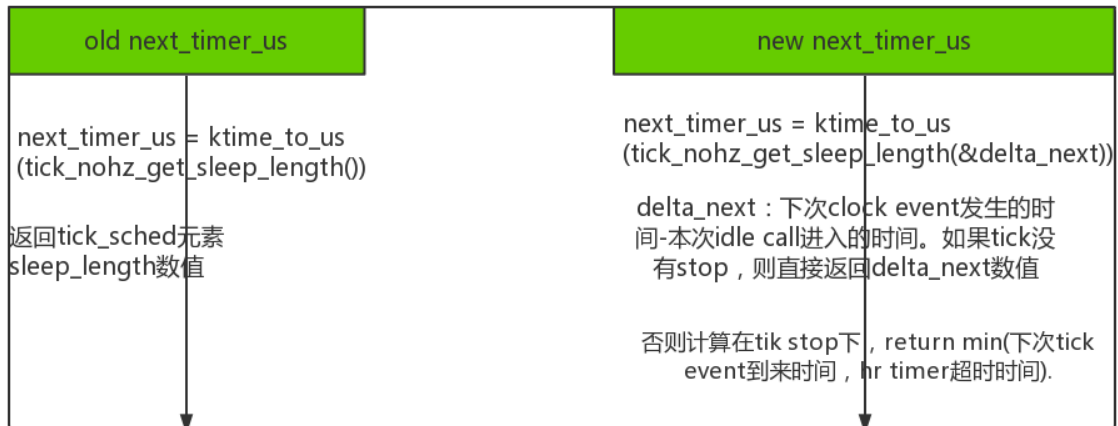 old next_timer_us
new next_timer_us
next_timer_us = ktime_to_us
(tick_nohz_get_sleep_length())
返回tick_sched元素
sleep_length数值
next_timer_us = ktime_to_us
(tick_nohz_get_sleep_length(&delta_next))
delta_next：下次clock event发生的时
间-本次idle call进入的时间。如果tick没
有stop，则直接返回delta_next数值
否则计算在tik stop下，return min(下次tick
event到来时间，hr timer超时时间).